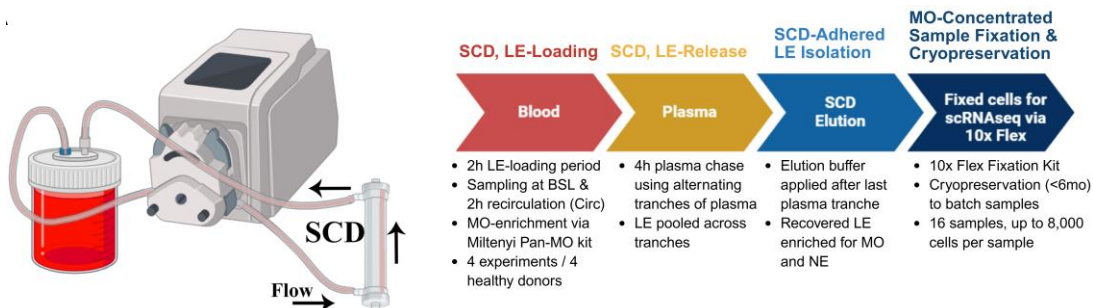 SCD
Flow
SCD, LE-Loading
SCD, LE-Release
SCD-Adhered
LE Isolation
MO-Concentrated
Sample Fixation &
Cryopreservation
Blood
Plasma
SCD
Elution
Fixed cells for
scRNAseq via
10x Flex
• 2h LE-loading period
• Sampling at BSL &
2h recirculation (Circ)
• MO-enrichment via
Miltenyi Pan-MO kit
• 4 experiments / 4
healthy donors
• 4h plasma chase
using alternating
tranches of plasma
• LE pooled across
tranches
• Elution buffer
applied after last
plasma tranche
• Recovered LE
enriched for MO
and NE
• 10x Flex Fixation Kit
• Cryopreservation (<6mo)
to batch samples
• 16 samples, up to 8,000
cells per sample